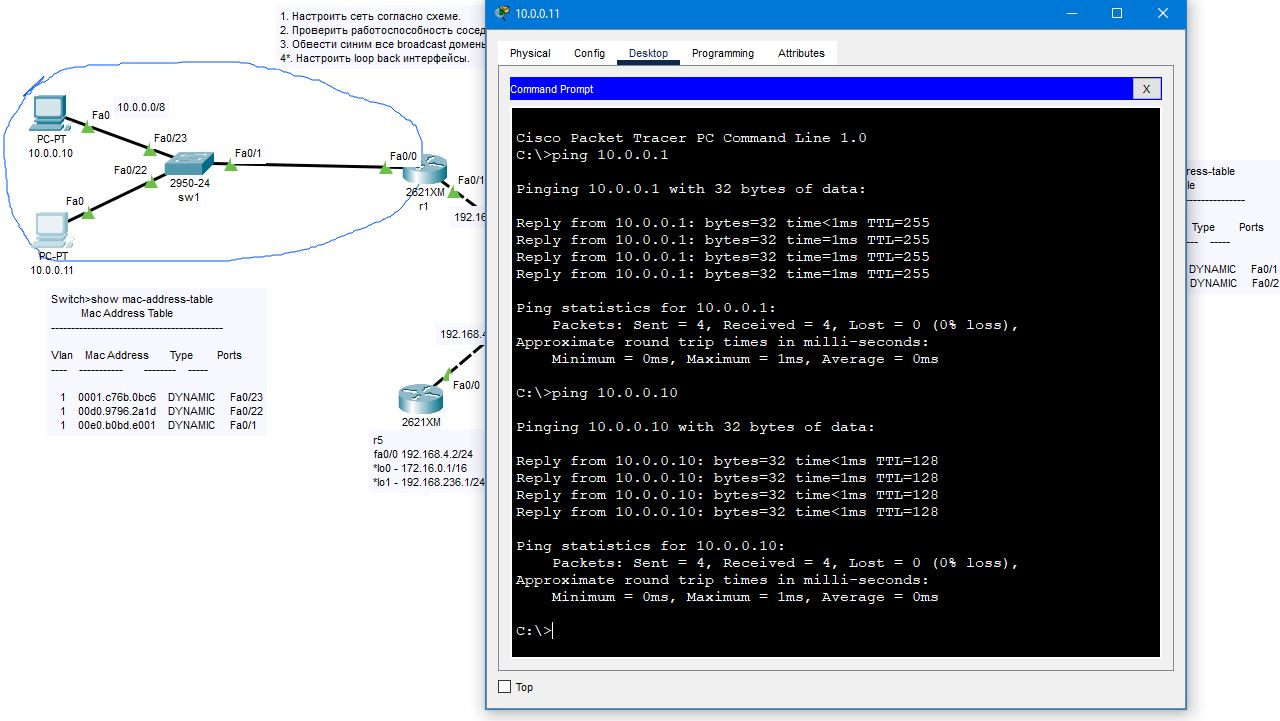 1. Настроить сеть согласно схеме.
2. Проверить работоспособность
3. Обвести синим все broadcast домены
4*. Настроить loop back интерфейсы.
10.0.0.0/8
Fa0
PC-PT
10.0.0.10
Fa0/23
Fa0/1
Fa0/22
2950-24
sw1
Fa0
PC-PT
10.0.0.11
Fa0/0
2621XM
r1
Fa0/1
Switch>show mac-address-table
Mac Address Table
-------------------------------------------
Vlan Mac Address Type Ports
---- ----------- -------- -----
1 0001.c76b.0bc6 DYNAMIC Fa0/23
1 00d0.9796.2a1d DYNAMIC Fa0/22
1 00e0.b0bd.e001 DYNAMIC Fa0/1
Fa0/0
2621XM
r5
fa0/0 192.168.4.2/24
*lo0 - 172.16.0.1/16
*lo1 - 192.168.236.1/24
10.0.0.11
Physical Config Desktop Programming Attributes
Command Prompt X
Cisco Packet Tracer PC Command Line 1.0
C:\>ping 10.0.0.1
Pinging 10.0.0.1 with 32 bytes of data:
Reply from 10.0.0.1: bytes=32 time<1ms TTL=255
Reply from 10.0.0.1: bytes=32 time=1ms TTL=255
Reply from 10.0.0.1: bytes=32 time<1ms TTL=255
Reply from 10.0.0.1: bytes=32 time<1ms TTL=255
Ping statistics for 10.0.0.1:
Packets: Sent = 4, Received = 4, Lost = 0 (0% loss),
Approximate round trip times in milli-seconds:
Minimum = 0ms, Maximum = 1ms, Average = 0ms
C:\>ping 10.0.0.10
Pinging 10.0.0.10 with 32 bytes of data:
Reply from 10.0.0.10: bytes=32 time<1ms TTL=128
Reply from 10.0.0.10: bytes=32 time=1ms TTL=128
Reply from 10.0.0.10: bytes=32 time<1ms TTL=128
Reply from 10.0.0.10: bytes=32 time<1ms TTL=128
Ping statistics for 10.0.0.10:
Packets: Sent = 4, Received = 4, Lost = 0 (0% loss),
Approximate round trip times in milli-seconds:
Minimum = 0ms, Maximum = 1ms, Average = 0ms
C:\>
Top
Type Ports
DYNAMIC Fa0/1
DYNAMIC Fa0/2